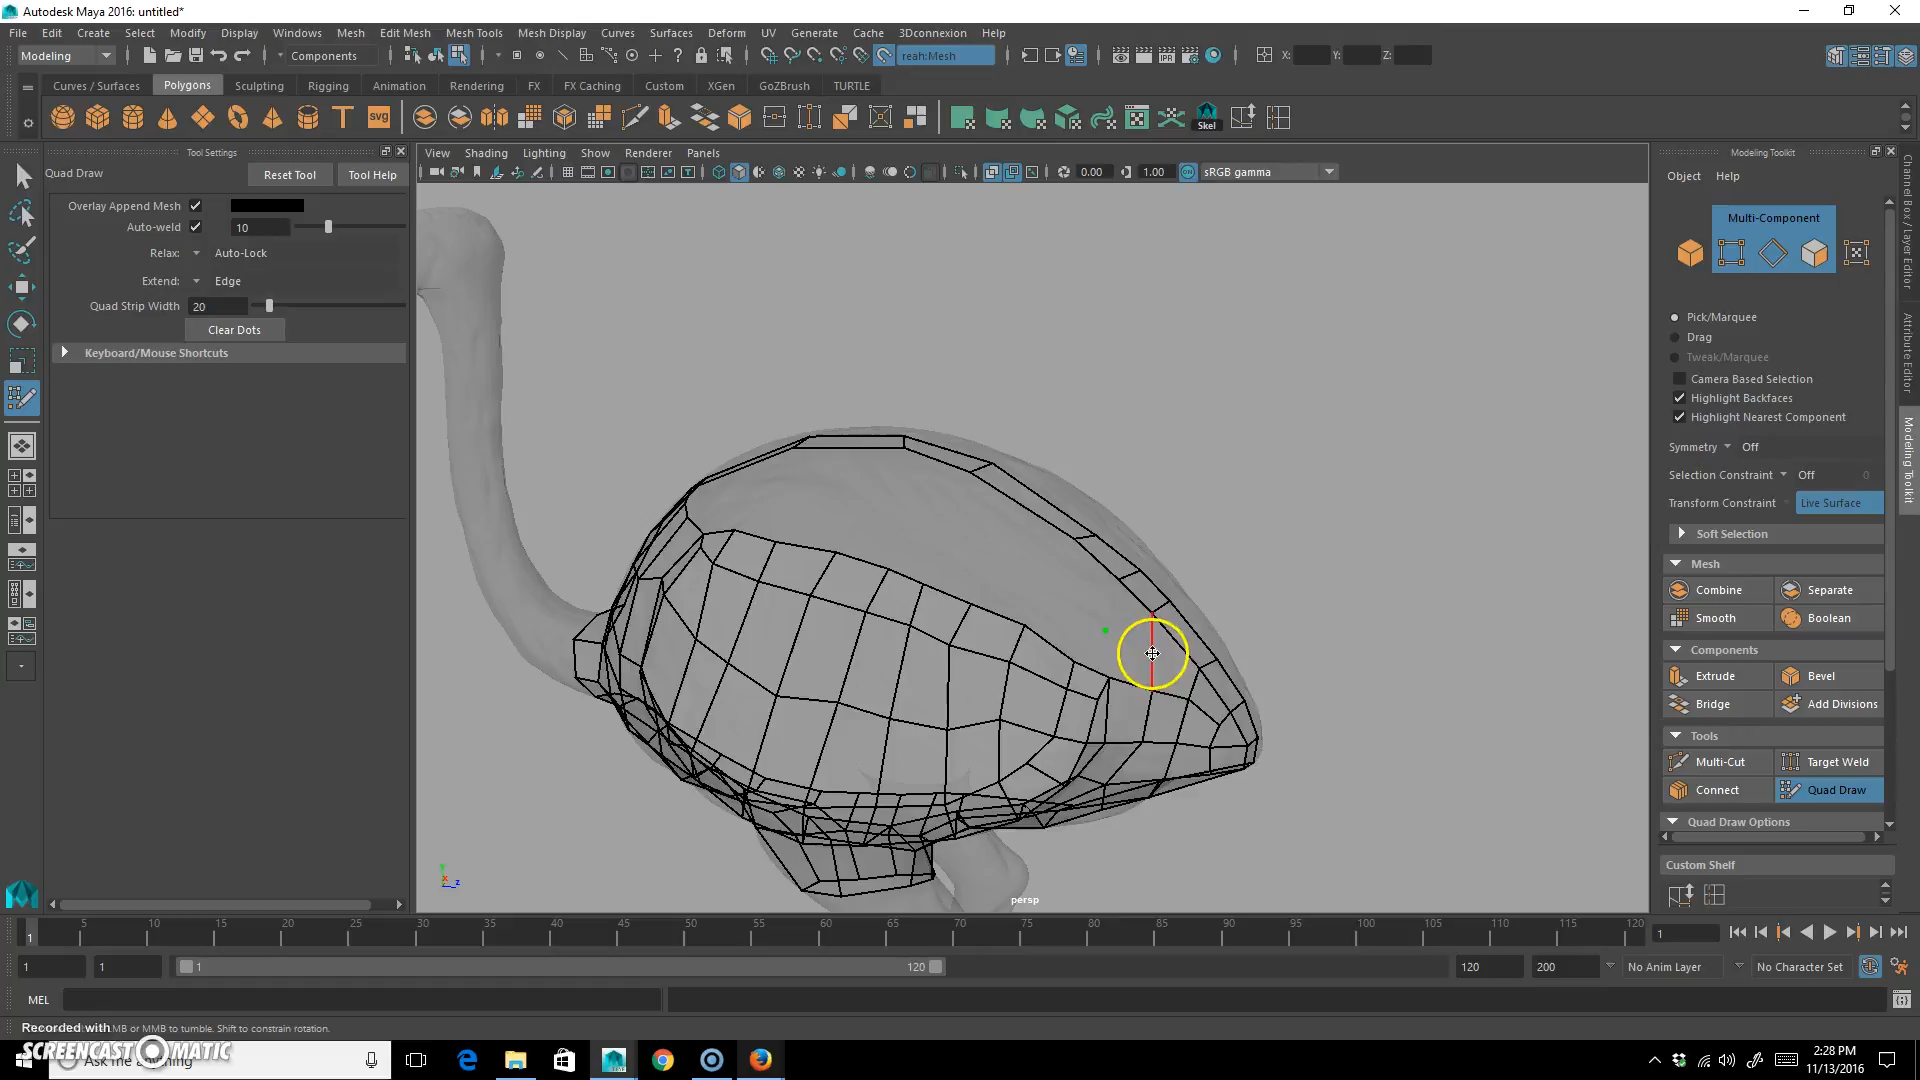 Autodesk Maya 2016: untitled*
File Edit Create Select Modify Display Windows Mesh Edit Mesh Mesh Tools Mesh Display Curves Surfaces Deform UV Generate Cache 3Dconnexion Help
Modeling Components reah:Mesh X: Y: Z:
Curves / Surfaces Polygons Sculpting Rigging Animation Rendering FX FX Caching Custom XGen GoZBrush TURTLE
svg Skel
Tool Settings
Quad Draw Reset Tool Tool Help
Overlay Append Mesh
Auto-weld 10
Relax: Auto-Lock
Extend: Edge
Quad Strip Width 20
Clear Dots
Keyboard/Mouse Shortcuts
View Shading Lighting Show Renderer Panels
0.00 1.00 ON sRGB gamma
persp
Modeling Toolkit
Object Help
Multi-Component
Pick/Marquee
Drag
Tweak/Marquee
Camera Based Selection
Highlight Backfaces
Highlight Nearest Component
Symmetry Off
Selection Constraint Off 0
Transform Constraint Live Surface
Soft Selection
Mesh
Combine Separate
Smooth Boolean
Components
Extrude Bevel
Bridge Add Divisions
Tools
Multi-Cut Target Weld
Connect Quad Draw
Quad Draw Options
Custom Shelf
Channel Box / Layer Editor
Attribute Editor
Modeling Toolkit
1 5 10 15 20 25 30 35 40 45 50 55 60 65 70 75 80 85 90 95 100 105 110 115 120 1
1 1 1 120 120 200 No Anim Layer No Character Set
MEL
Recorded with MB or MMB to tumble. Shift to constrain rotation.
SCREENCAST MATIC
Ask me anything
2:28 PM
11/13/2016